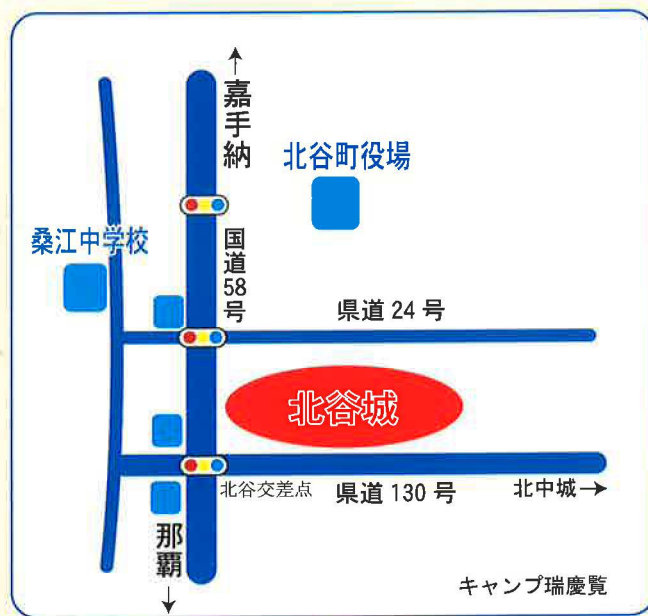 嘉手納
北谷町役場
桑江中学校
国道58号
県道 24 号
北谷城
北谷交差点
県道 130 号
北中城→
那覇
キャンプ瑞慶覧